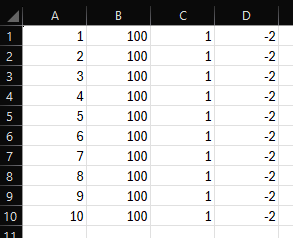 A B C D
1 1 100 1 -2
2 2 100 1 -2
3 3 100 1 -2
4 4 100 1 -2
5 5 100 1 -2
6 6 100 1 -2
7 7 100 1 -2
8 8 100 1 -2
9 9 100 1 -2
10 10 100 1 -2
11